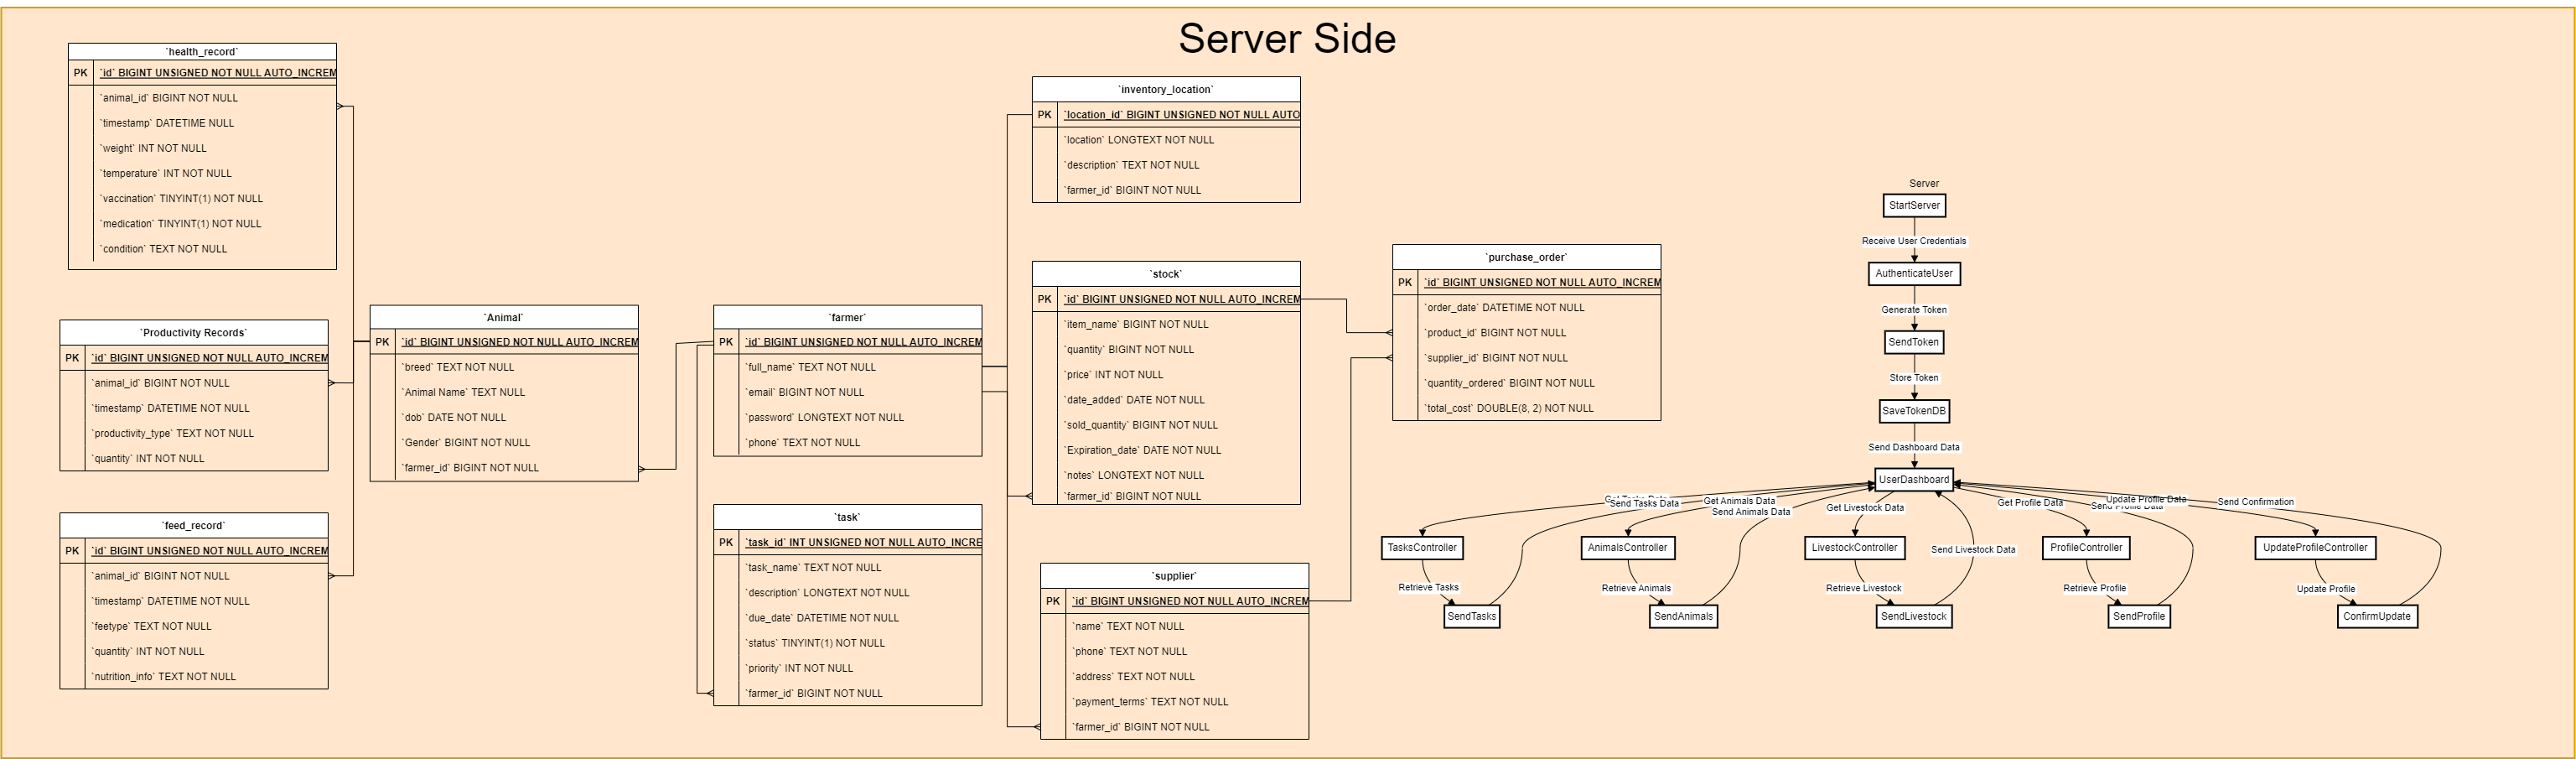 Server Side
`health_record`
PK `id` BIGINT UNSIGNED NOT NULL AUTO_INCREM
`animal_id` BIGINT NOT NULL
`timestamp` DATETIME NULL
`weight` INT NOT NULL
`temperature` INT NOT NULL
`vaccination` TINYINT(1) NOT NULL
`medication` TINYINT(1) NOT NULL
`condition` TEXT NOT NULL
`Productivity Records`
PK `id` BIGINT UNSIGNED NOT NULL AUTO_INCREM
`animal_id` BIGINT NOT NULL
`timestamp` DATETIME NOT NULL
`productivity_type` TEXT NOT NULL
`quantity` INT NOT NULL
`feed_record`
PK `id` BIGINT UNSIGNED NOT NULL AUTO_INCREM
`animal_id` BIGINT NOT NULL
`timestamp` DATETIME NOT NULL
`feetype` TEXT NOT NULL
`quantity` INT NOT NULL
`nutrition_info` TEXT NOT NULL
`Animal`
PK `id` BIGINT UNSIGNED NOT NULL AUTO_INCREM
`breed` TEXT NOT NULL
`Animal Name` TEXT NULL
`dob` DATE NOT NULL
`Gender` BIGINT NOT NULL
`farmer_id` BIGINT NOT NULL
`farmer`
PK `id` BIGINT UNSIGNED NOT NULL AUTO_INCREM
`full_name` TEXT NOT NULL
`email` BIGINT NOT NULL
`password` LONGTEXT NOT NULL
`phone` TEXT NOT NULL
`task`
PK `task_id` INT UNSIGNED NOT NULL AUTO_INCRE
`task_name` TEXT NOT NULL
`description` LONGTEXT NOT NULL
`due_date` DATETIME NOT NULL
`status` TINYINT(1) NOT NULL
`priority` INT NOT NULL
`farmer_id` BIGINT NOT NULL
`inventory_location`
PK `location_id` BIGINT UNSIGNED NOT NULL AUTO
`location` LONGTEXT NOT NULL
`description` TEXT NOT NULL
`farmer_id` BIGINT NOT NULL
`stock`
PK `id` BIGINT UNSIGNED NOT NULL AUTO_INCREM
`item_name` BIGINT NOT NULL
`quantity` BIGINT NOT NULL
`price` INT NOT NULL
`date_added` DATE NOT NULL
`sold_quantity` BIGINT NOT NULL
`Expiration_date` DATE NOT NULL
`notes` LONGTEXT NOT NULL
`farmer_id` BIGINT NOT NULL
`supplier`
PK `id` BIGINT UNSIGNED NOT NULL AUTO_INCREM
`name` TEXT NOT NULL
`phone` TEXT NOT NULL
`address` TEXT NOT NULL
`payment_terms` TEXT NOT NULL
`farmer_id` BIGINT NOT NULL
`purchase_order`
PK `id` BIGINT UNSIGNED NOT NULL AUTO_INCREM
`order_date` DATETIME NOT NULL
`product_id` BIGINT NOT NULL
`supplier_id` BIGINT NOT NULL
`quantity_ordered` BIGINT NOT NULL
`total_cost` DOUBLE(8, 2) NOT NULL
Server
StartServer
Receive User Credentials
AuthenticateUser
Generate Token
SendToken
Store Token
SaveTokenDB
Send Dashboard Data
UserDashboard
Get Tasks Data
Send Tasks Data
Get Animals Data
Send Animals Data
Get Livestock Data
Send Livestock Data
Get Profile Data
Send Profile Data
Update Profile Data
Send Confirmation
TasksController
AnimalsController
LivestockController
ProfileController
UpdateProfileController
Retrieve Tasks
Retrieve Animals
Retrieve Livestock
Retrieve Profile
Update Profile
SendTasks
SendAnimals
SendLivestock
SendProfile
ConfirmUpdate